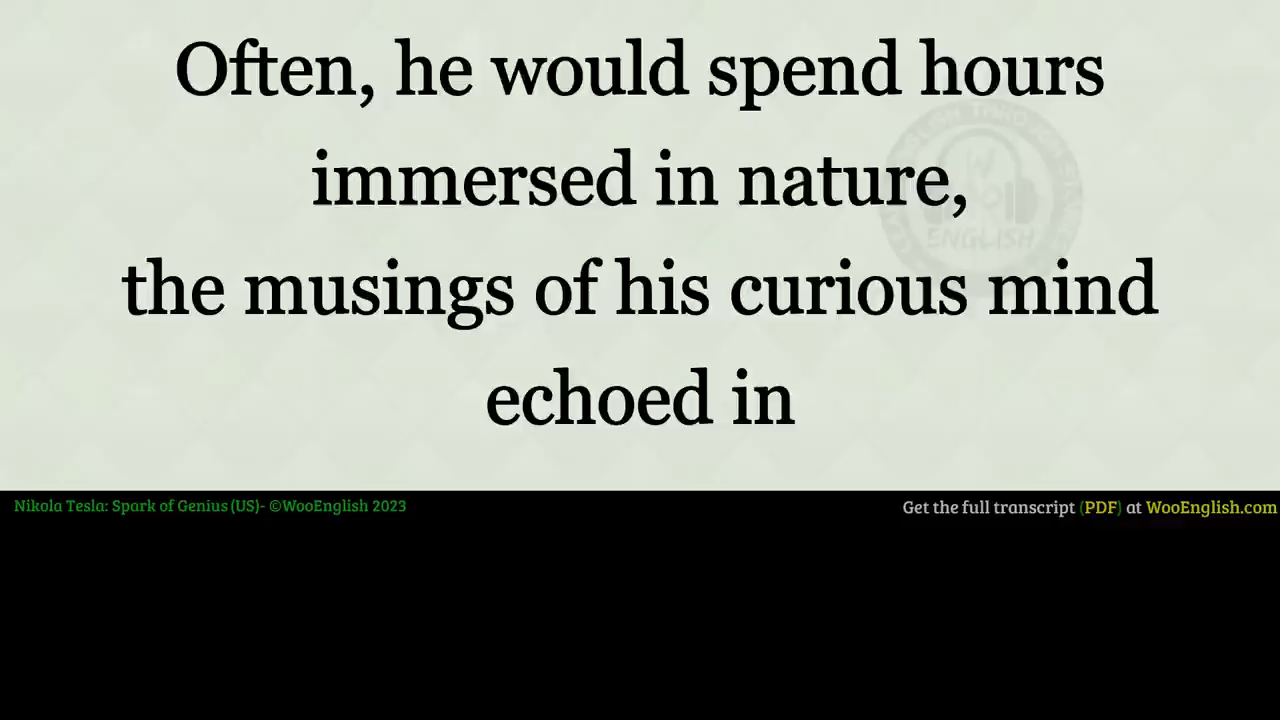 Often, he would spend hours
immersed in nature,
the musings of his curious mind
echoed in
ENGLISH
Nikola Tesla: Spark of Genius (US)- ©WooEnglish 2023
Get the full transcript (PDF) at WooEnglish.com